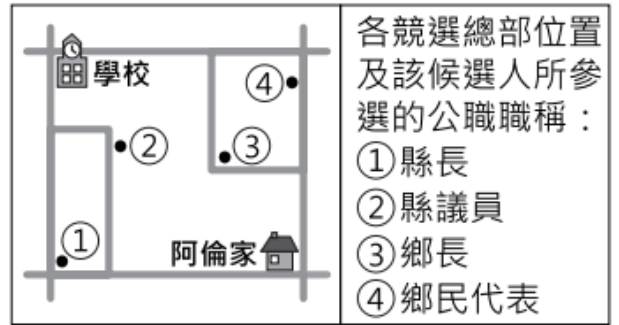 學校
④
②
③
①
阿倫家
各競選總部位置
及該候選人所參
選的公職職稱：
①縣長
②縣議員
③鄉長
④鄉民代表